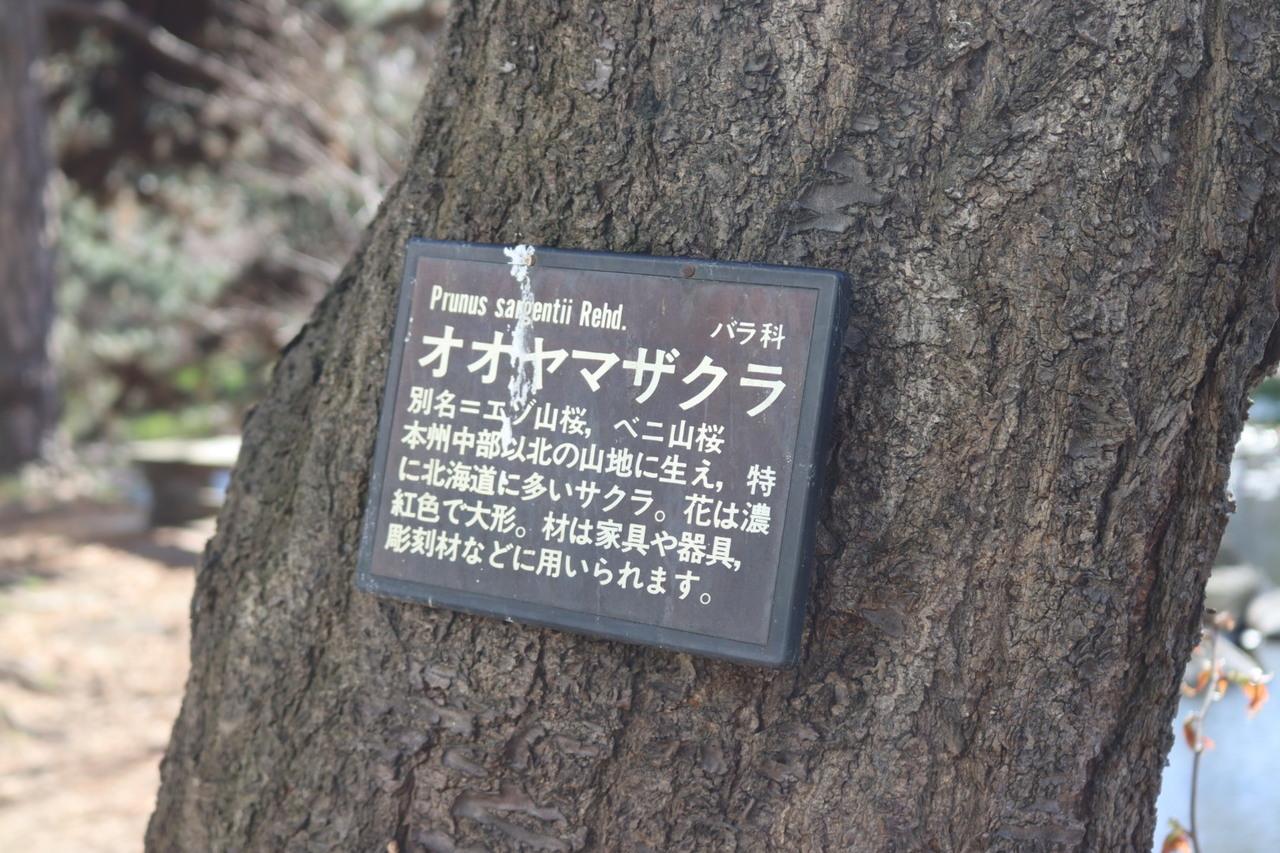 Prunus sargentii Rehd.
バラ科
オオヤマザクラ
別名＝エゾ山桜，ベニ山桜
本州中部以北の山地に生え，特
に北海道に多いサクラ。花は濃
紅色で大形。材は家具や器具，
彫刻材などに用いられます。